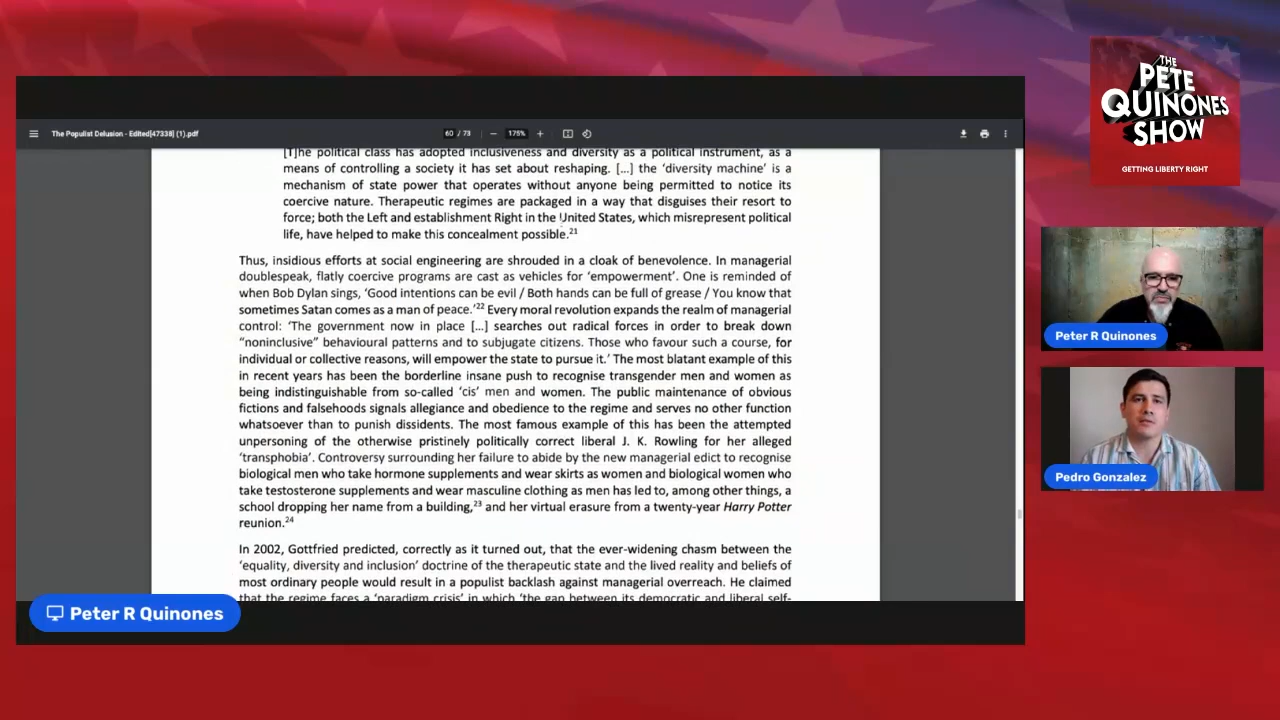 The Populist Delusion - Edited[47338] (1).pdf
60 / 73
175%
[T]he political class has adopted inclusiveness and diversity as a political instrument, as a
means of controlling a society it has set about reshaping. [...] the ‘diversity machine’ is a
mechanism of state power that operates without anyone being permitted to notice its
coercive nature. Therapeutic regimes are packaged in a way that disguises their resort to
force; both the Left and establishment Right in the United States, which misrepresent political
life, have helped to make this concealment possible.21
Thus, insidious efforts at social engineering are shrouded in a cloak of benevolence. In managerial
doublespeak, flatly coercive programs are cast as vehicles for ‘empowerment’. One is reminded of
when Bob Dylan sings, ‘Good intentions can be evil / Both hands can be full of grease / You know that
sometimes Satan comes as a man of peace.’22 Every moral revolution expands the realm of managerial
control: ‘The government now in place [...] searches out radical forces in order to break down
“noninclusive” behavioural patterns and to subjugate citizens. Those who favour such a course, for
individual or collective reasons, will empower the state to pursue it.’ The most blatant example of this
in recent years has been the borderline insane push to recognise transgender men and women as
being indistinguishable from so-called ‘cis’ men and women. The public maintenance of obvious
fictions and falsehoods signals allegiance and obedience to the regime and serves no other function
whatsoever than to punish dissidents. The most famous example of this has been the attempted
unpersoning of the otherwise pristinely politically correct liberal J. K. Rowling for her alleged
‘transphobia’. Controversy surrounding her failure to abide by the new managerial edict to recognise
biological men who take hormone supplements and wear skirts as women and biological women who
take testosterone supplements and wear masculine clothing as men has led to, among other things, a
school dropping her name from a building,23 and her virtual erasure from a twenty-year Harry Potter
reunion.24
In 2002, Gottfried predicted, correctly as it turned out, that the ever-widening chasm between the
‘equality, diversity and inclusion’ doctrine of the therapeutic state and the lived reality and beliefs of
most ordinary people would result in a populist backlash against managerial overreach. He claimed
that the regime faces a ‘paradigm crisis’ in which ‘the gap between its democratic and liberal self-
Peter R Quinones
THE
PETE
QUINONES
SHOW
GETTING LIBERTY RIGHT
Peter R Quinones
Pedro Gonzalez